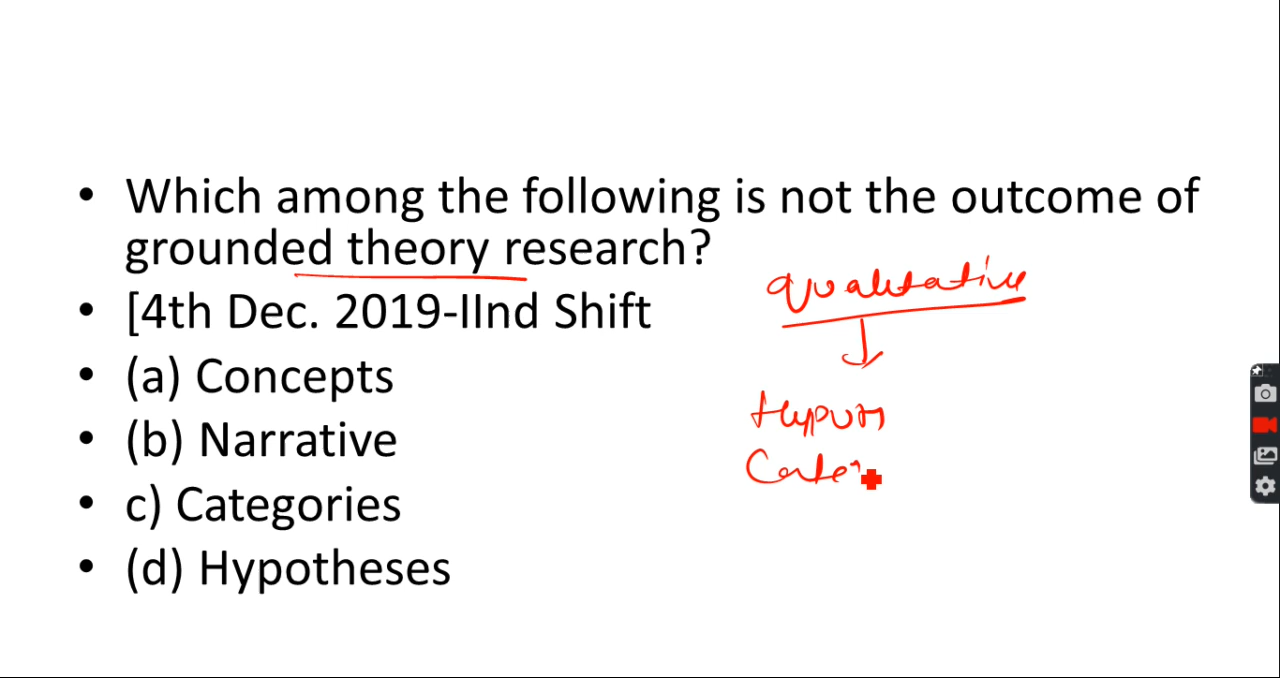 • Which among the following is not the outcome of
grounded theory research?
• [4th Dec. 2019-IInd Shift
qualitative
• (a) Concepts
• (b) Narrative
• c) Categories
• (d) Hypotheses